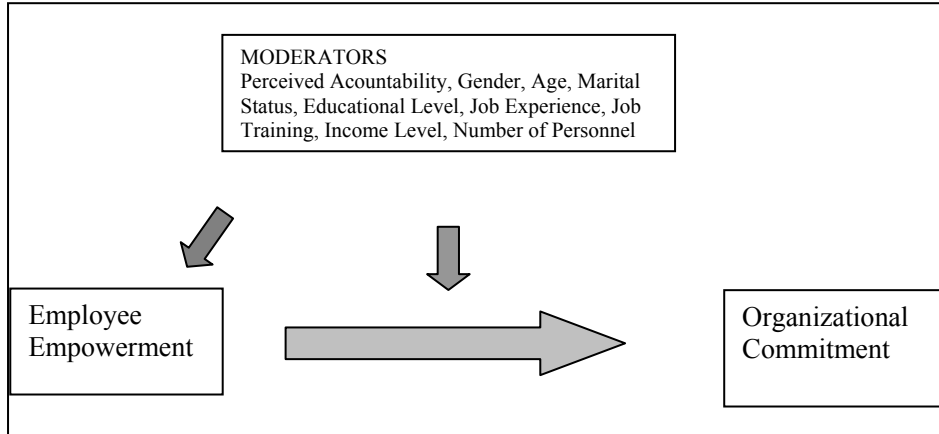 MODERATORS
Perceived Acountability, Gender, Age, Marital
Status, Educational Level, Job Experience, Job
Training, Income Level, Number of Personnel
Employee
Empowerment
Organizational
Commitment